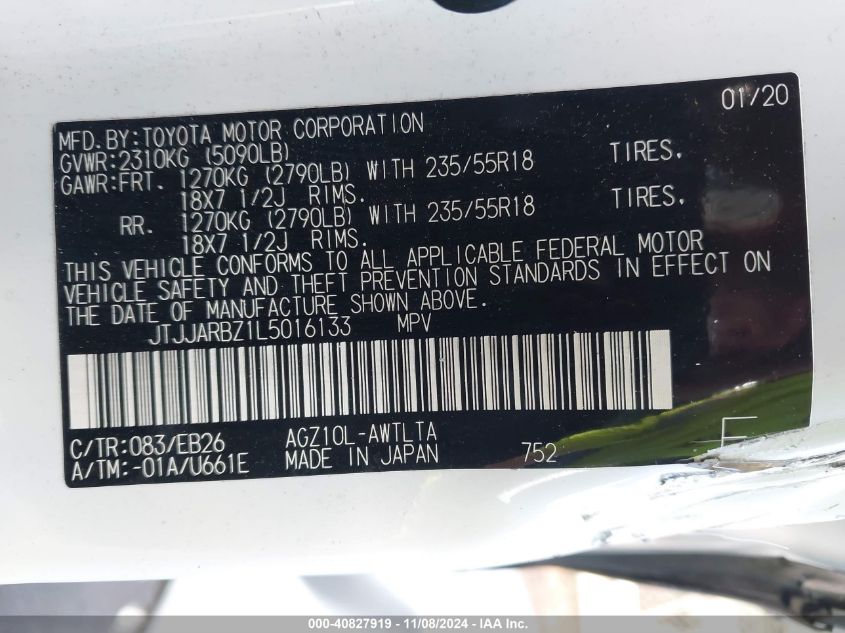 01/20
MFD.BY:TOYOTA MOTOR CORPORATION
GVWR:2310KG (5090LB)
GAWR:FRT. 1270KG (2790LB) WITH 235/55R18 TIRES.
18X7 1/2J RIMS.
RR. 1270KG (2790LB) WITH 235/55R18 TIRES.
18X7 1/2J RIMS.
THIS VEHICLE CONFORMS TO ALL APPLICABLE FEDERAL MOTOR
VEHICLE SAFETY AND THEFT PREVENTION STANDARDS IN EFFECT ON
THE DATE OF MANUFACTURE SHOWN ABOVE.
JTJJARBZ1L5016133 MPV
C/TR:083/EB26 AGZ10L-AWTLTA
A/TM:-01A/U661E MADE IN JAPAN 752
000-40827919 - 11/08/2024 - IAA Inc.